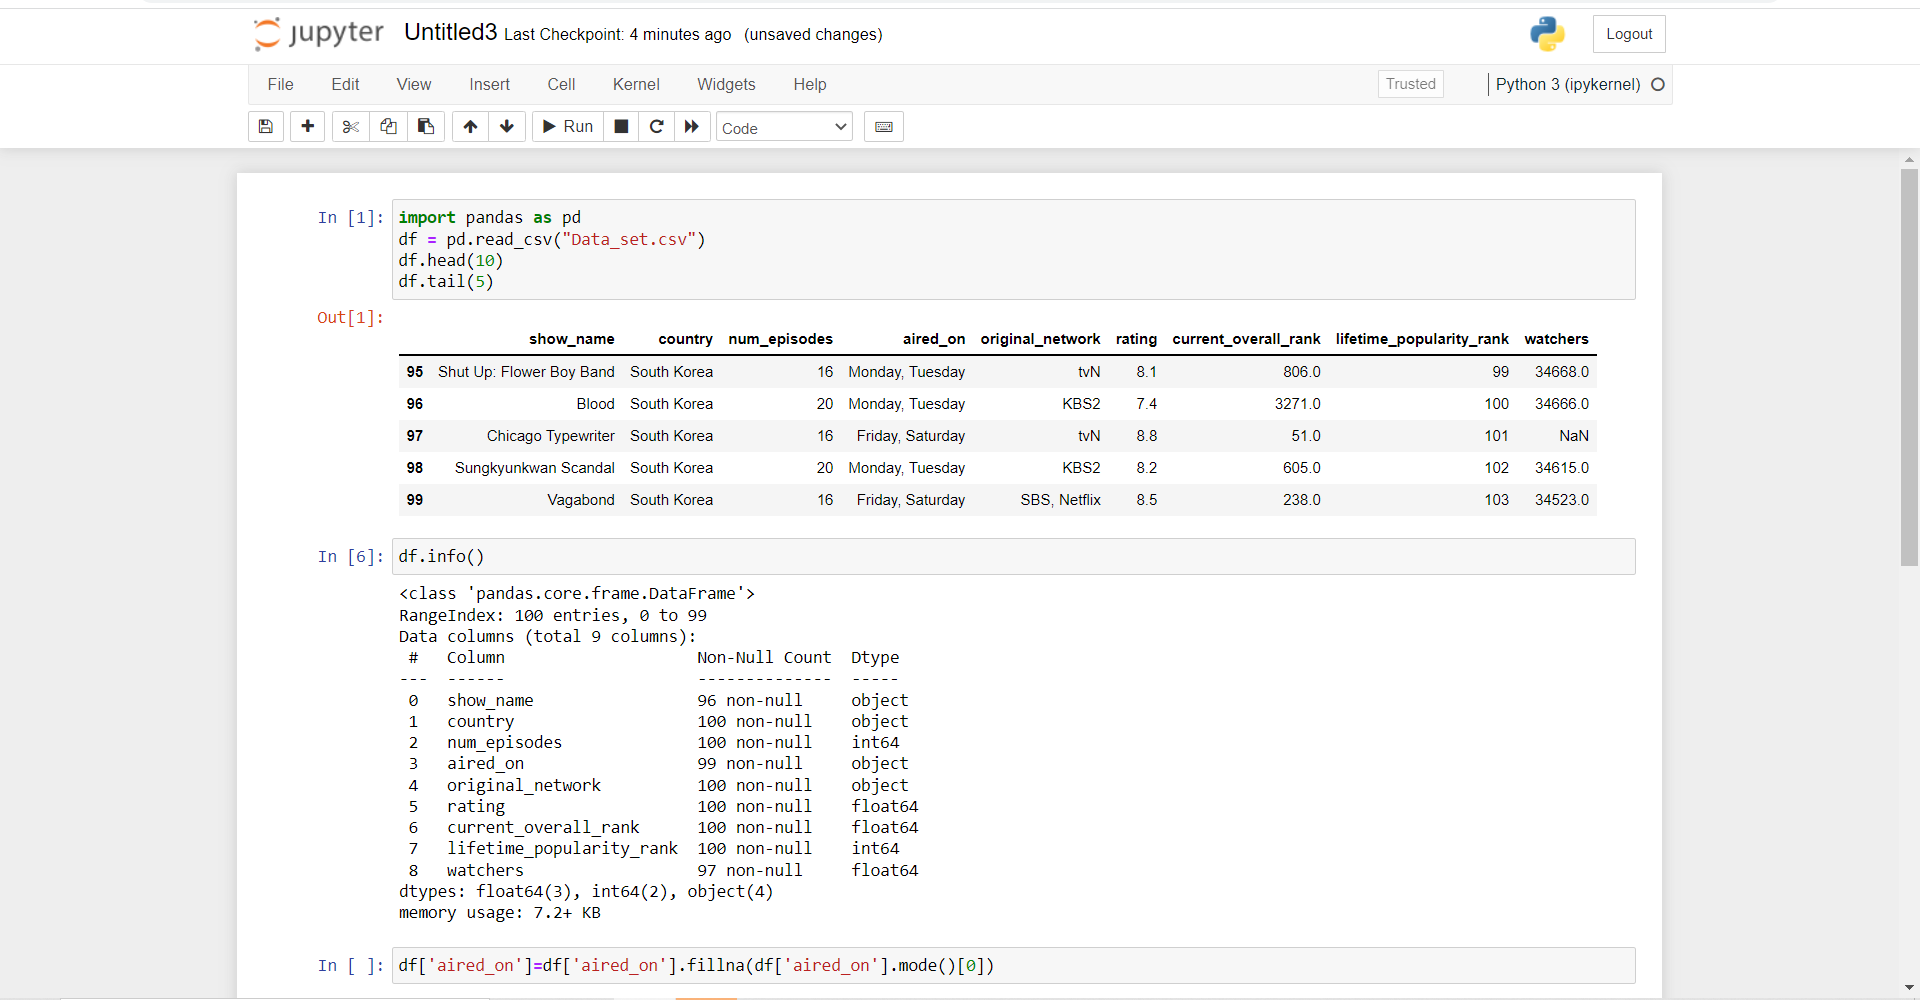 jupyter Untitled3 Last Checkpoint: 4 minutes ago (unsaved changes) Logout
File Edit View Insert Cell Kernel Widgets Help Trusted Python 3 (ipykernel)
Run Code
In [1]: import pandas as pd
df = pd.read_csv("Data_set.csv")
df.head(10)
df.tail(5)
Out[1]:
show_name country num_episodes aired_on original_network rating current_overall_rank lifetime_popularity_rank watchers
95 Shut Up: Flower Boy Band South Korea 16 Monday, Tuesday tvN 8.1 806.0 99 34668.0
96 Blood South Korea 20 Monday, Tuesday KBS2 7.4 3271.0 100 34666.0
97 Chicago Typewriter South Korea 16 Friday, Saturday tvN 8.8 51.0 101 NaN
98 Sungkyunkwan Scandal South Korea 20 Monday, Tuesday KBS2 8.2 605.0 102 34615.0
99 Vagabond South Korea 16 Friday, Saturday SBS, Netflix 8.5 238.0 103 34523.0
In [6]: df.info()
<class 'pandas.core.frame.DataFrame'>
RangeIndex: 100 entries, 0 to 99
Data columns (total 9 columns):
# Column Non-Null Count Dtype
--- ------ -------------- -----
0 show_name 96 non-null object
1 country 100 non-null object
2 num_episodes 100 non-null int64
3 aired_on 99 non-null object
4 original_network 100 non-null object
5 rating 100 non-null float64
6 current_overall_rank 100 non-null float64
7 lifetime_popularity_rank 100 non-null int64
8 watchers 97 non-null float64
dtypes: float64(3), int64(2), object(4)
memory usage: 7.2+ KB
In [ ]: df['aired_on']=df['aired_on'].fillna(df['aired_on'].mode()[0])